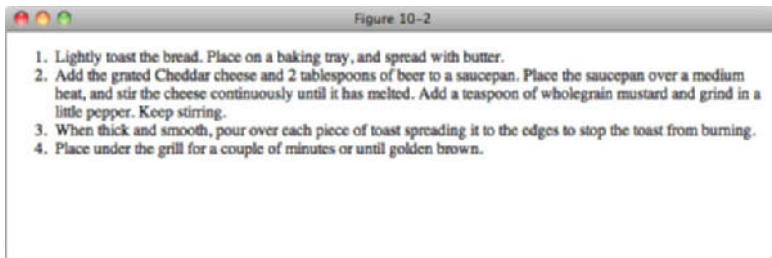 Figure 10-2
1. Lightly toast the bread. Place on a baking tray, and spread with butter.
2. Add the grated Cheddar cheese and 2 tablespoons of beer to a saucepan. Place the saucepan over a medium
heat, and stir the cheese continuously until it has melted. Add a teaspoon of wholegrain mustard and grind in a
little pepper. Keep stirring.
3. When thick and smooth, pour over each piece of toast spreading it to the edges to stop the toast from burning.
4. Place under the grill for a couple of minutes or until golden brown.